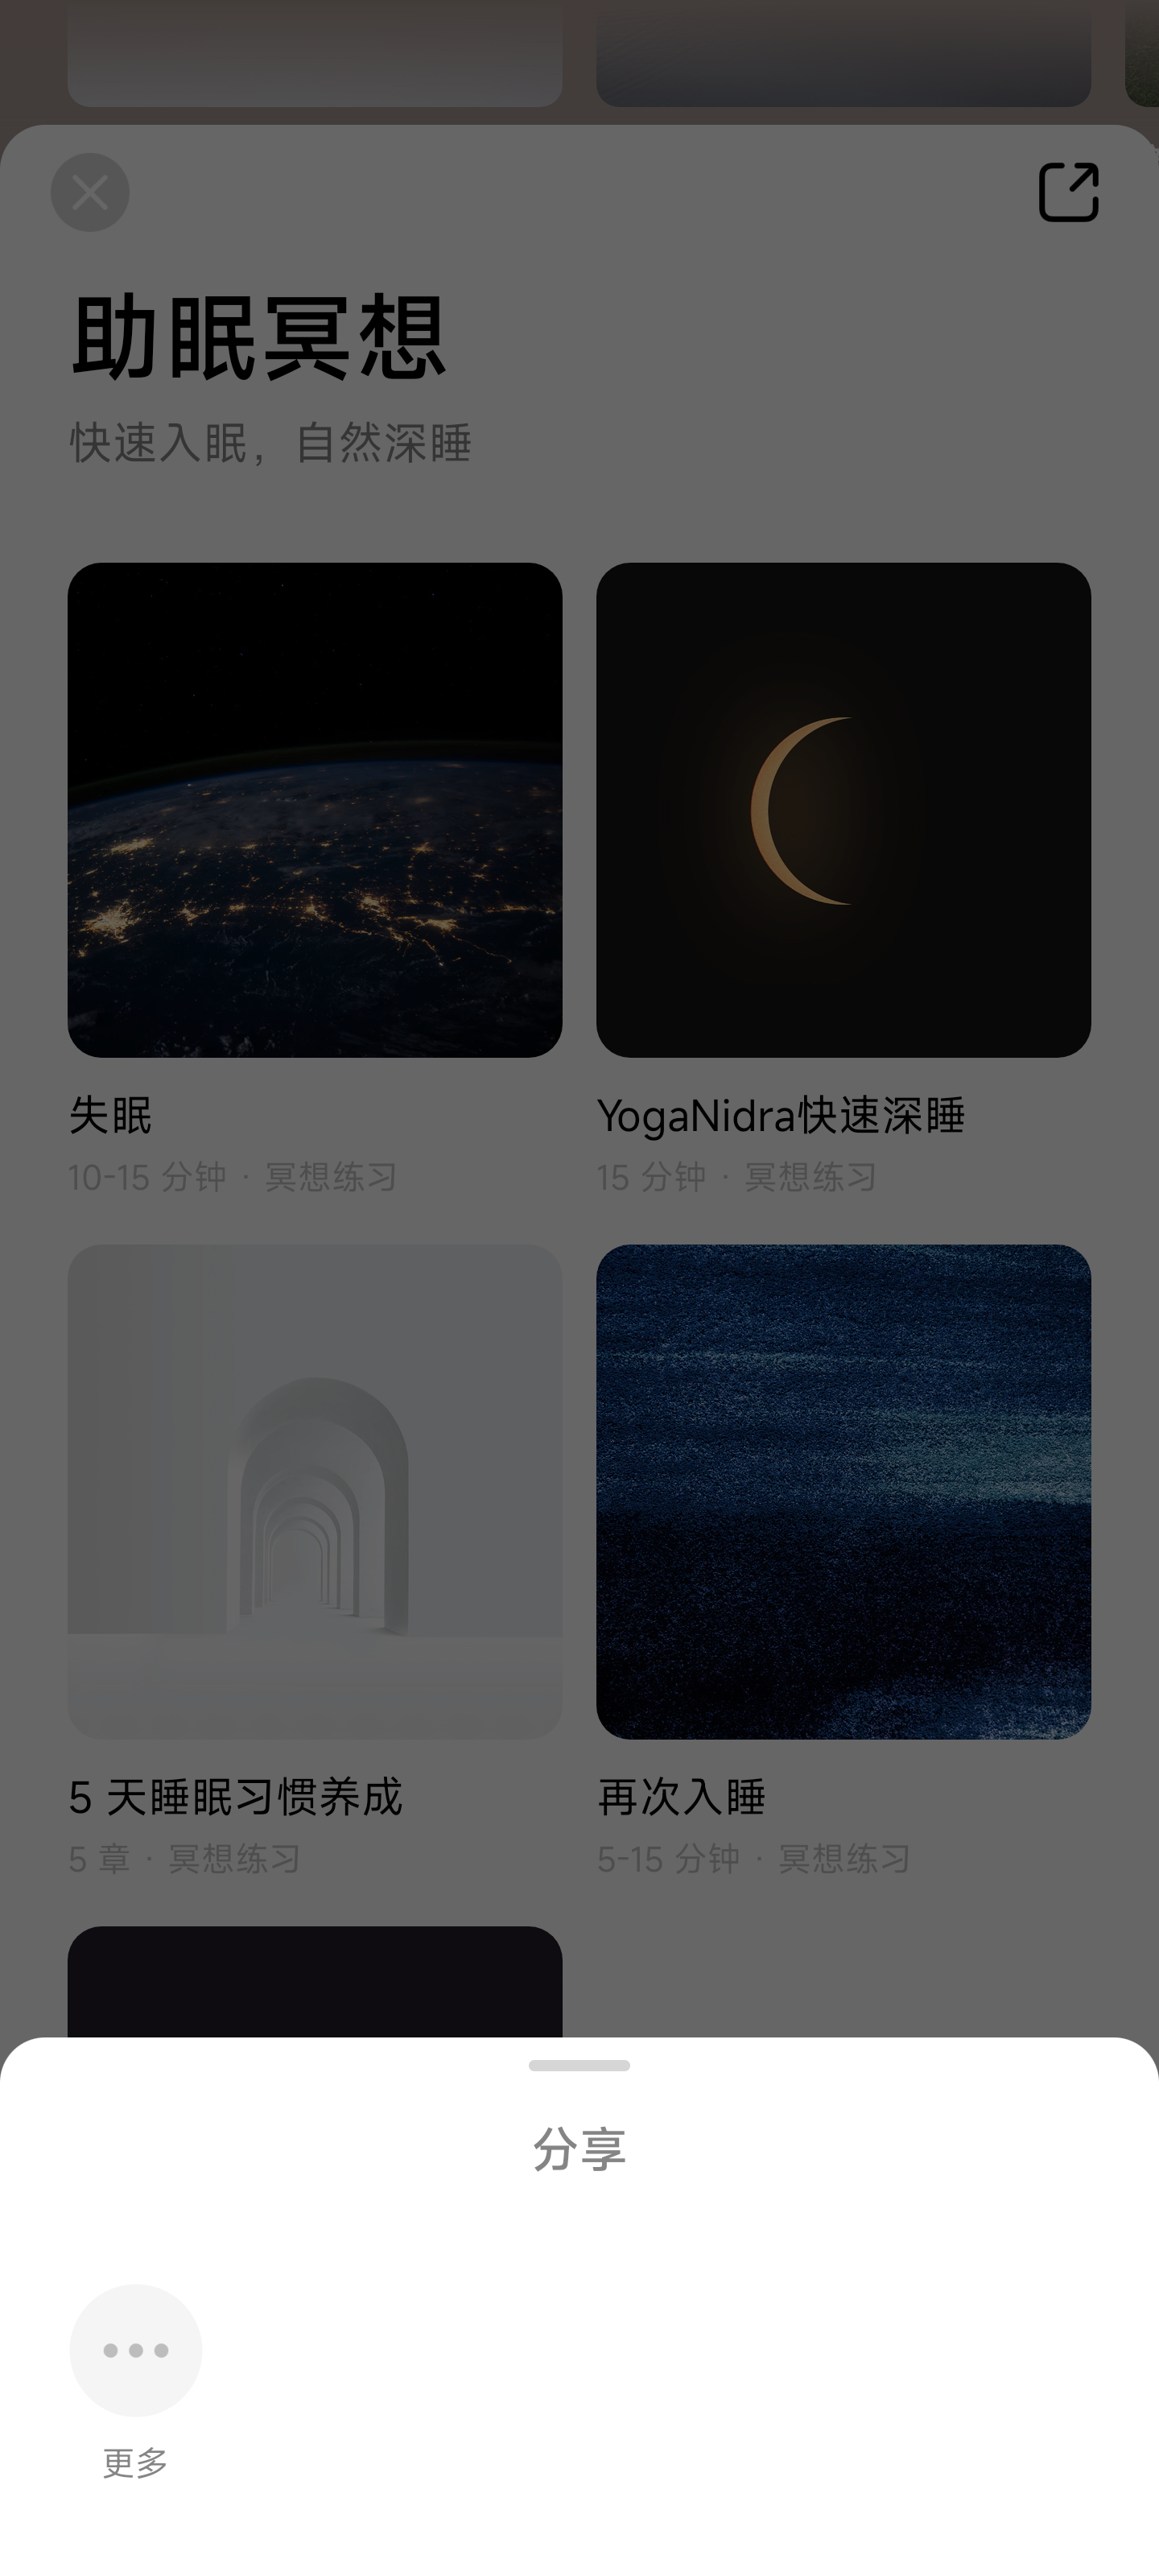 助眠冥想
快速入眠，自然深睡
失眠
10-15 分钟 · 冥想练习
YogaNidra快速深睡
15 分钟 · 冥想练习
5 天睡眠习惯养成
5 章 · 冥想练习
再次入睡
5-15 分钟 · 冥想练习
分享
更多